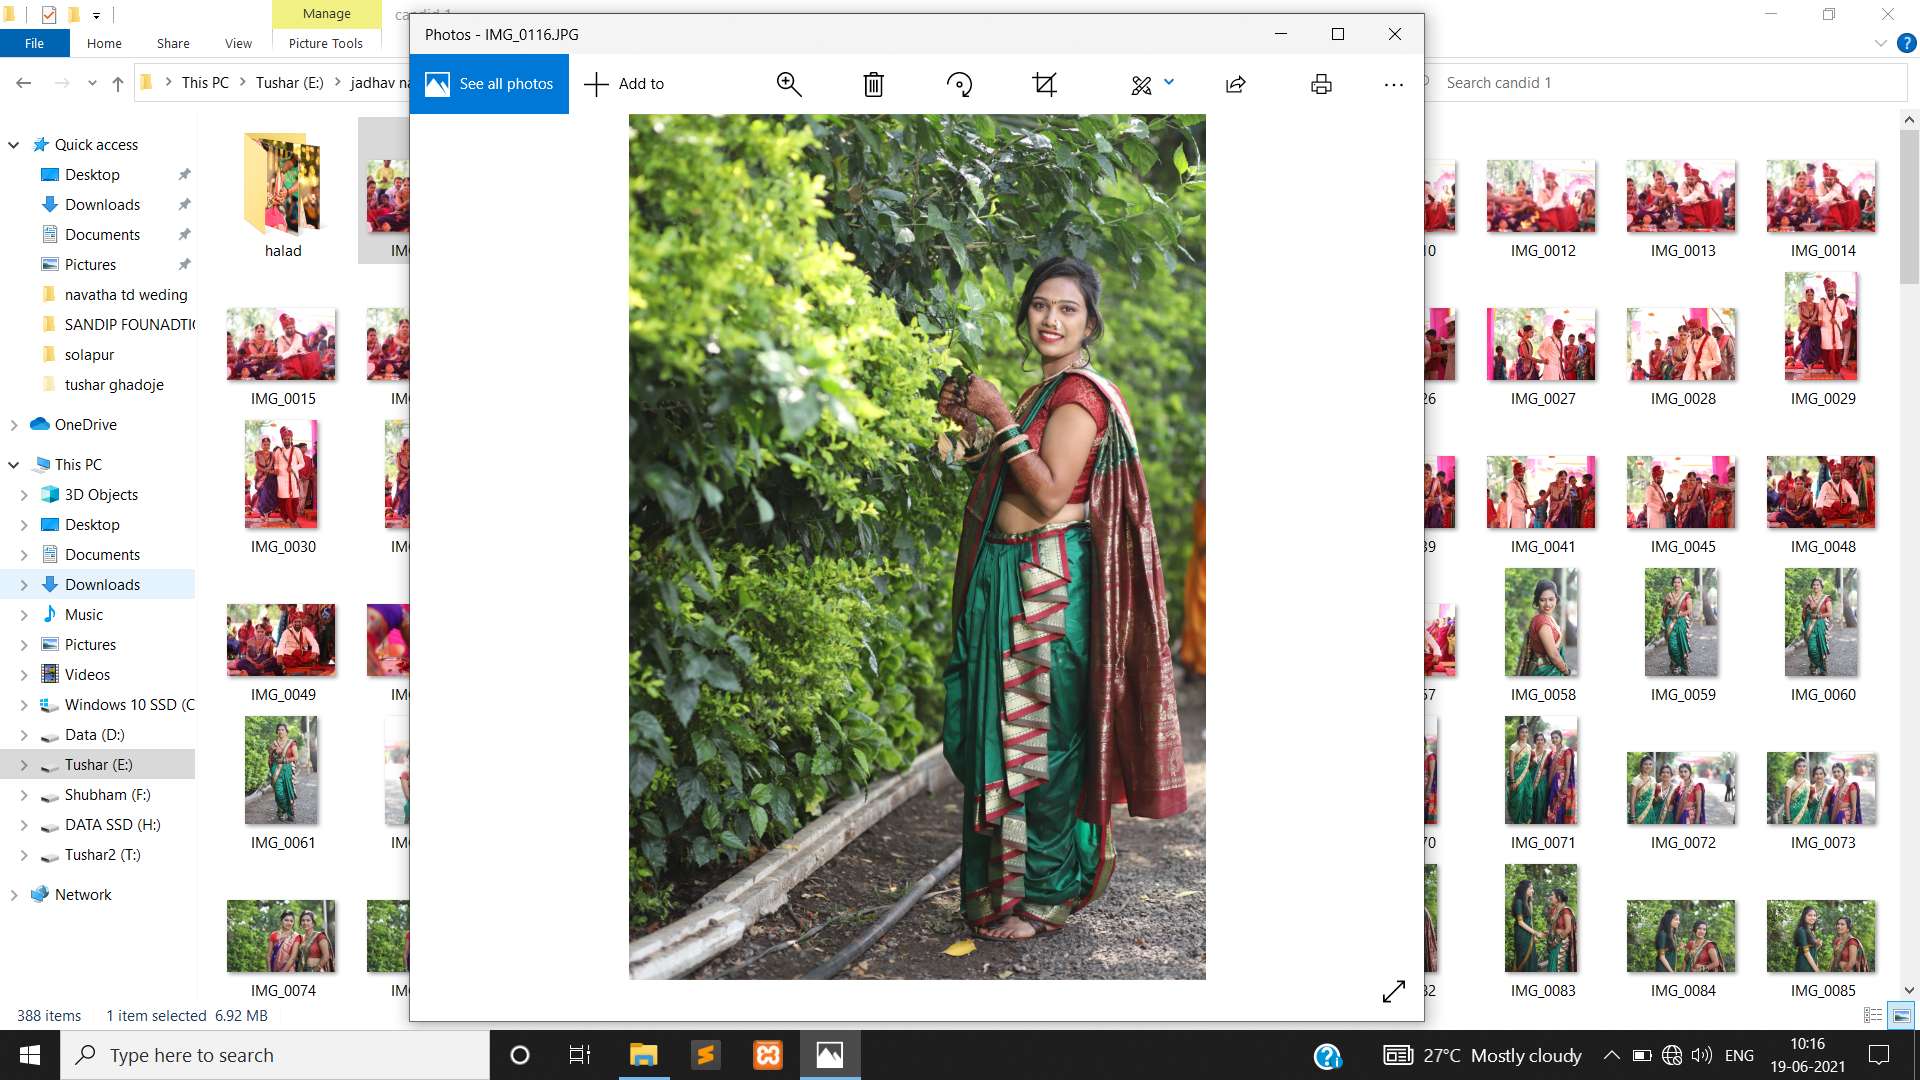 Manage
candid 1
File
Home
Share
View
Picture Tools
This PC
Tushar (E:)
jadhav na
Search candid 1
Photos - IMG_0116.JPG
See all photos
Add to
Quick access
Desktop
Downloads
Documents
Pictures
navatha td weding
SANDIP FOUNADTIO
solapur
tushar ghadoje
OneDrive
This PC
3D Objects
Desktop
Documents
Downloads
Music
Pictures
Videos
Windows 10 SSD (C
Data (D:)
Tushar (E:)
Shubham (F:)
DATA SSD (H:)
Tushar2 (T:)
Network
halad
IM
10
IMG_0012
IMG_0013
IMG_0014
IMG_0015
IM
26
IMG_0027
IMG_0028
IMG_0029
IMG_0030
IM
39
IMG_0041
IMG_0045
IMG_0048
IMG_0049
IM
57
IMG_0058
IMG_0059
IMG_0060
IMG_0061
IM
70
IMG_0071
IMG_0072
IMG_0073
IMG_0074
IM
82
IMG_0083
IMG_0084
IMG_0085
388 items
1 item selected 6.92 MB
Type here to search
27°C Mostly cloudy
ENG
10:16
19-06-2021